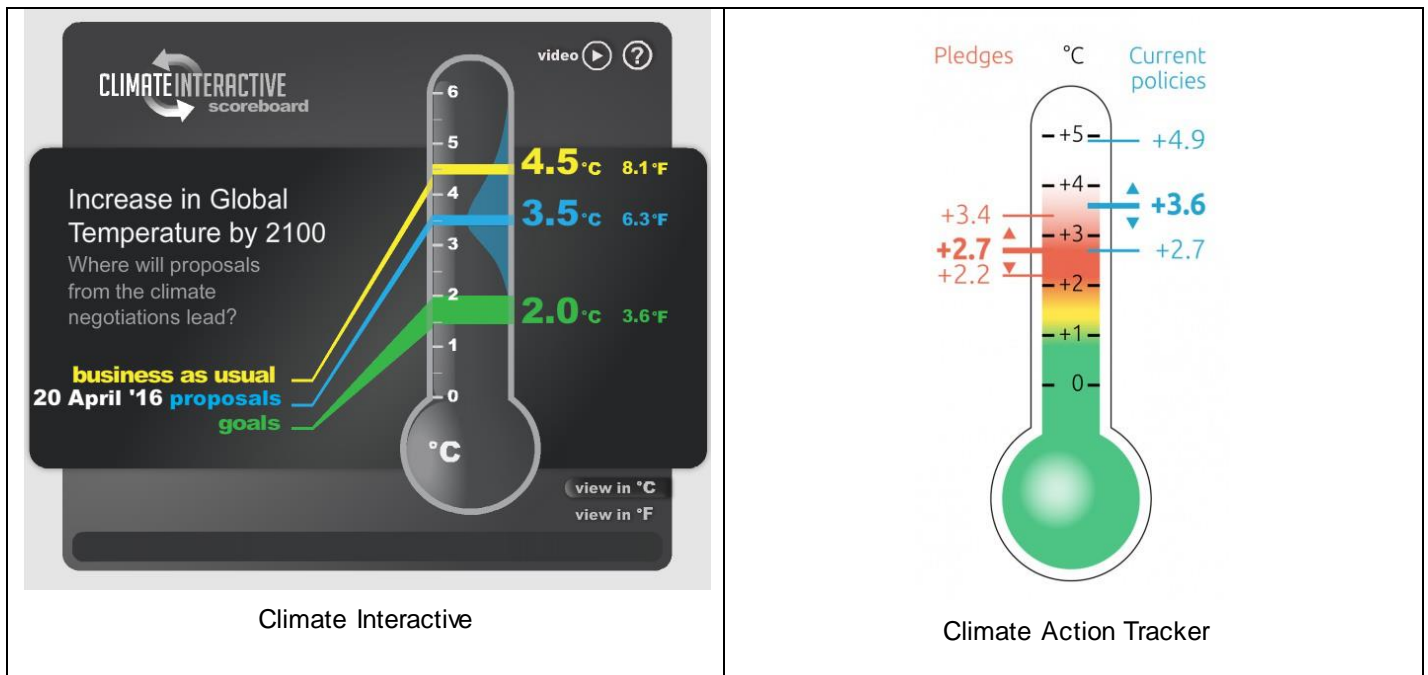 CLIMATEINTERACTIVE
scoreboard
video ?
6
5
4
3
2
1
0
°C
Increase in Global
Temperature by 2100
Where will proposals
from the climate
negotiations lead?
business as usual
20 April '16 proposals
goals
4.5°C 8.1°F
3.5°C 6.3°F
2.0°C 3.6°F
view in °C
view in °F
Climate Interactive
Pledges °C Current
policies
+5
+4
+3
+2
+1
0
+3.4
+2.7
+2.2
+4.9
+3.6
+2.7
Climate Action Tracker